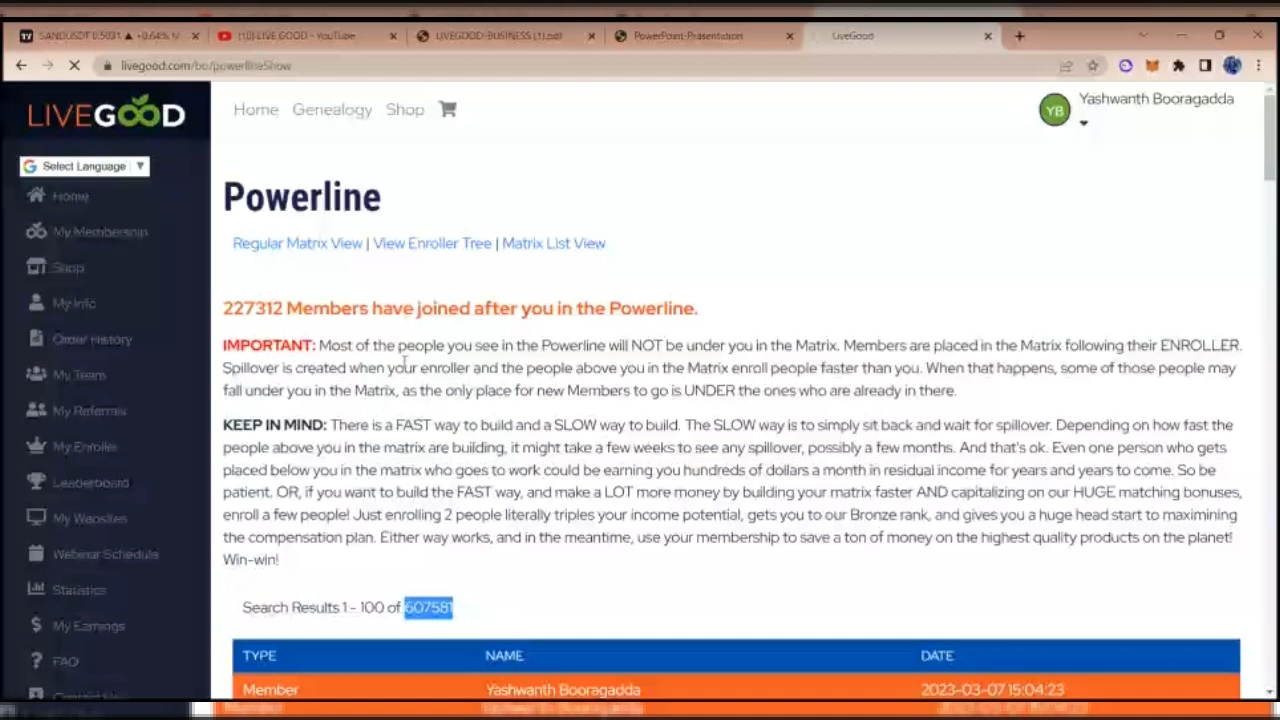 SANDUSDT 0.5031 ▲ +0.64%
(10) LIVE GOOD - YouTube
LIVEGOOD-BUSINESS (1).pdf
PowerPoint-Präsentation
LiveGood
livegood.com/bo/powerlineShow
LIVEGOOD
Home Genealogy Shop
YB
Yashwanth Booragadda
Select Language ▼
Home
My Membership
Shop
My Info
Order History
My Team
My Referrals
My Enroller
Leaderboard
My Websites
Webinar Schedule
Statistics
My Earnings
FAQ
Powerline
Regular Matrix View | View Enroller Tree | Matrix List View
227312 Members have joined after you in the Powerline.
IMPORTANT: Most of the people you see in the Powerline will NOT be under you in the Matrix. Members are placed in the Matrix following their ENROLLER.
Spillover is created when your enroller and the people above you in the Matrix enroll people faster than you. When that happens, some of those people may
fall under you in the Matrix, as the only place for new Members to go is UNDER the ones who are already in there.
KEEP IN MIND: There is a FAST way to build and a SLOW way to build. The SLOW way is to simply sit back and wait for spillover. Depending on how fast the
people above you in the matrix are building, it might take a few weeks to see any spillover, possibly a few months. And that's ok. Even one person who gets
placed below you in the matrix who goes to work could be earning you hundreds of dollars a month in residual income for years and years to come. So be
patient. OR, if you want to build the FAST way, and make a LOT more money by building your matrix faster AND capitalizing on our HUGE matching bonuses,
enroll a few people! Just enrolling 2 people literally triples your income potential, gets you to our Bronze rank, and gives you a huge head start to maximining
the compensation plan. Either way works, and in the meantime, use your membership to save a ton of money on the highest quality products on the planet!
Win-win!
Search Results 1 - 100 of 607581
TYPE NAME DATE
Member Yashwanth Booragadda 2023-03-07 15:04:23